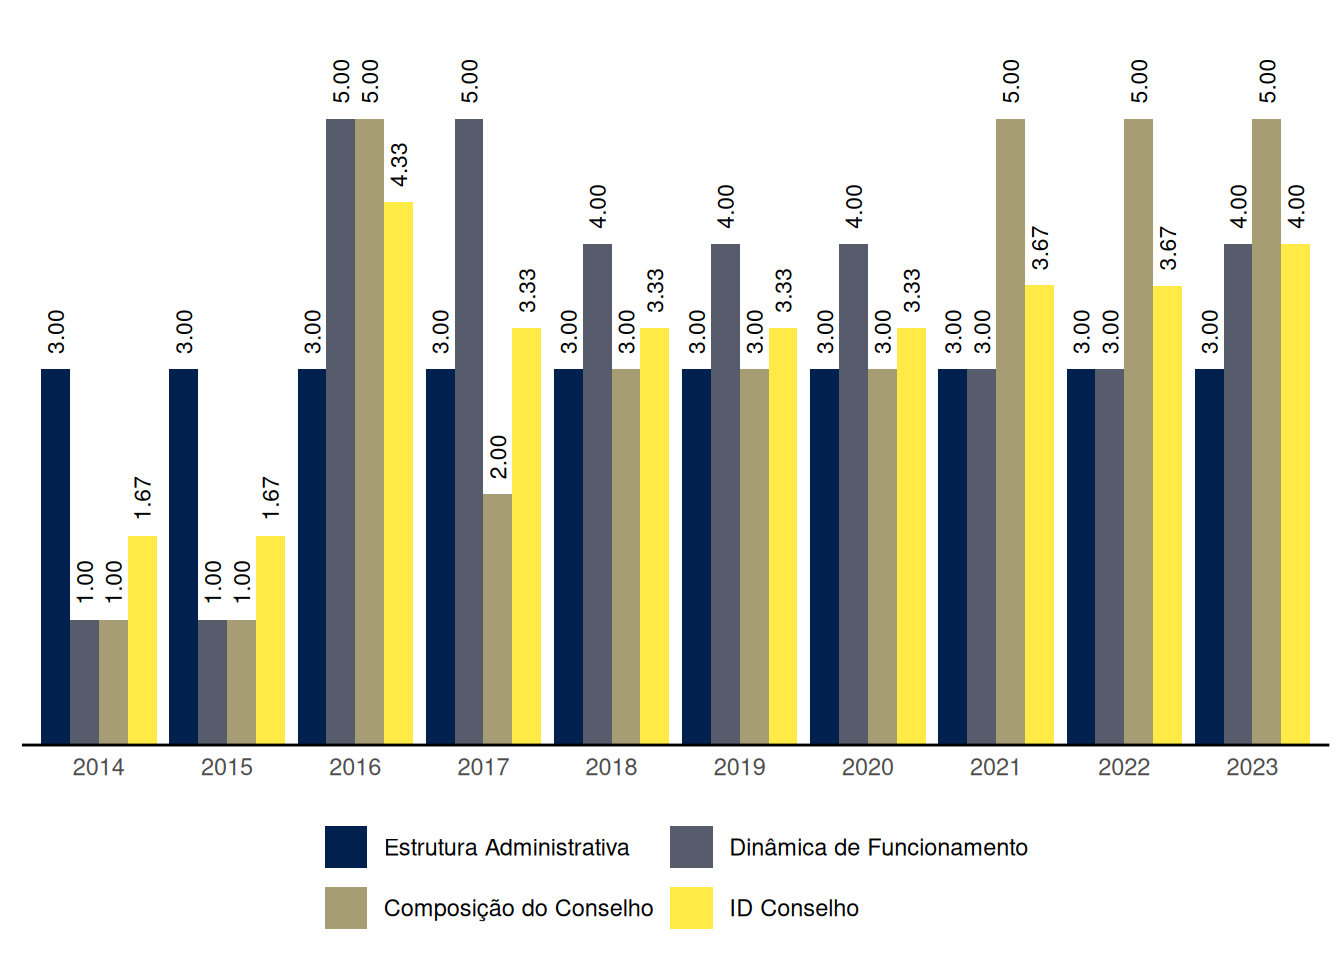 3.00 1.00 1.00 1.67
3.00 1.00 1.00 1.67
3.00 5.00 5.00 4.33
3.00 5.00 2.00 3.33
3.00 4.00 3.00 3.33
3.00 4.00 3.00 3.33
3.00 4.00 3.00 3.33
3.00 3.00 5.00 3.67
3.00 3.00 5.00 3.67
3.00 4.00 5.00 4.00
2014 2015 2016 2017 2018 2019 2020 2021 2022 2023
Estrutura Administrativa Dinâmica de Funcionamento
Composição do Conselho ID Conselho